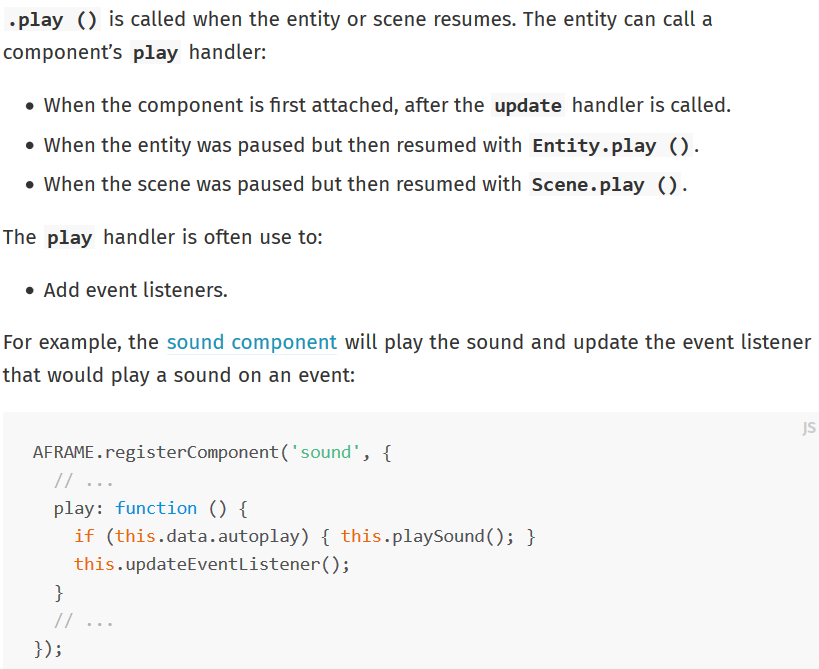 .play () is called when the entity or scene resumes. The entity can call a
component’s play handler:
• When the component is first attached, after the update handler is called.
• When the entity was paused but then resumed with Entity.play ().
• When the scene was paused but then resumed with Scene.play ().
The play handler is often use to:
• Add event listeners.
For example, the sound component will play the sound and update the event listener
that would play a sound on an event:
JS
AFRAME.registerComponent('sound', {
  // ...
  play: function () {
    if (this.data.autoplay) { this.playSound(); }
    this.updateEventListener();
  }
  // ...
});